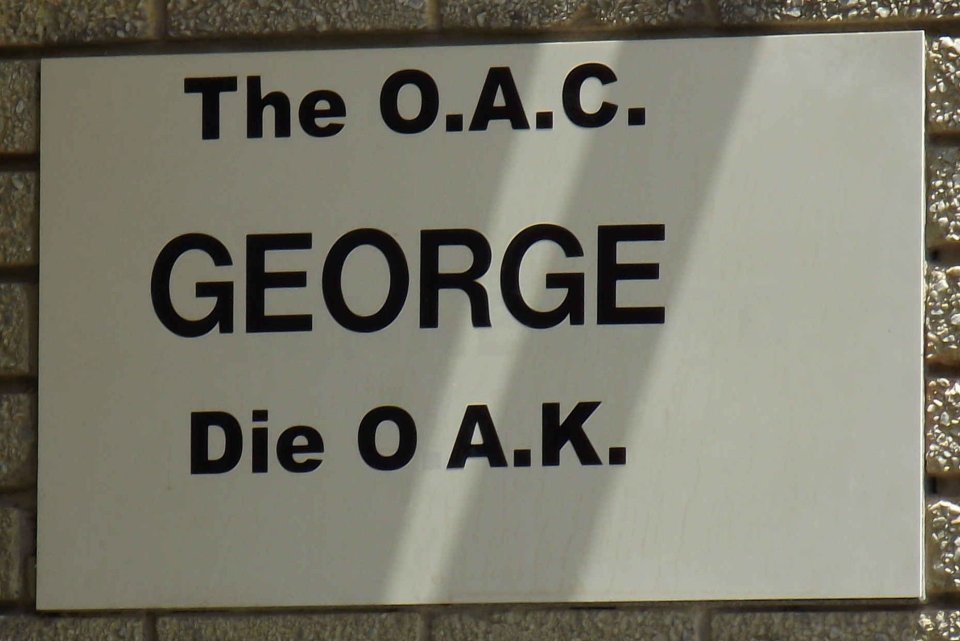 The O.A.C.
GEORGE
Die O A.K.